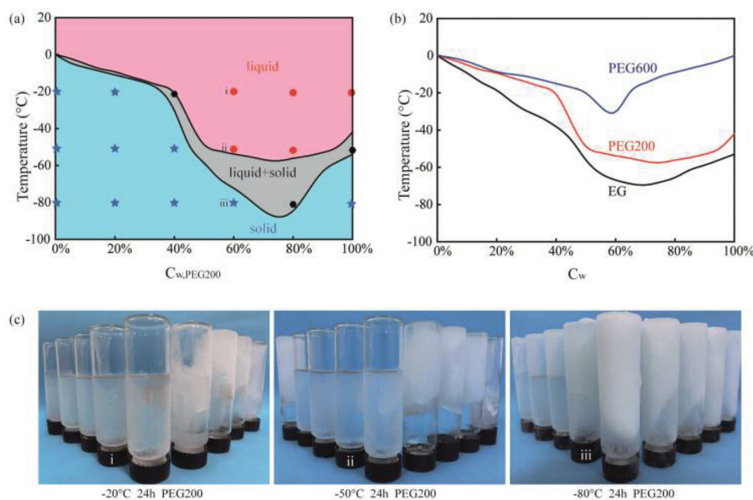 (a)
20
0
-20
-40
-60
-80
-100
Temperature (°C)
liquid
i
ii
liquid+solid
iii
solid
0% 20% 40% 60% 80% 100%
Cw,PEG200
(b)
20
0
-20
-40
-60
-80
-100
Temperature (°C)
PEG600
PEG200
EG
0% 20% 40% 60% 80% 100%
Cw
(c)
i
ii
iii
-20°C 24h PEG200
-50°C 24h PEG200
-80°C 24h PEG200